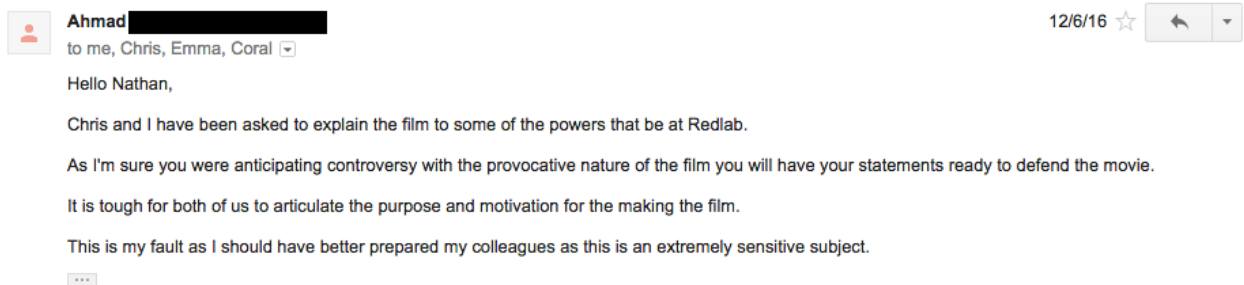 Ahmad
12/6/16
to me, Chris, Emma, Coral
Hello Nathan,
Chris and I have been asked to explain the film to some of the powers that be at Redlab.
As I'm sure you were anticipating controversy with the provocative nature of the film you will have your statements ready to defend the movie.
It is tough for both of us to articulate the purpose and motivation for the making the film.
This is my fault as I should have better prepared my colleagues as this is an extremely sensitive subject.